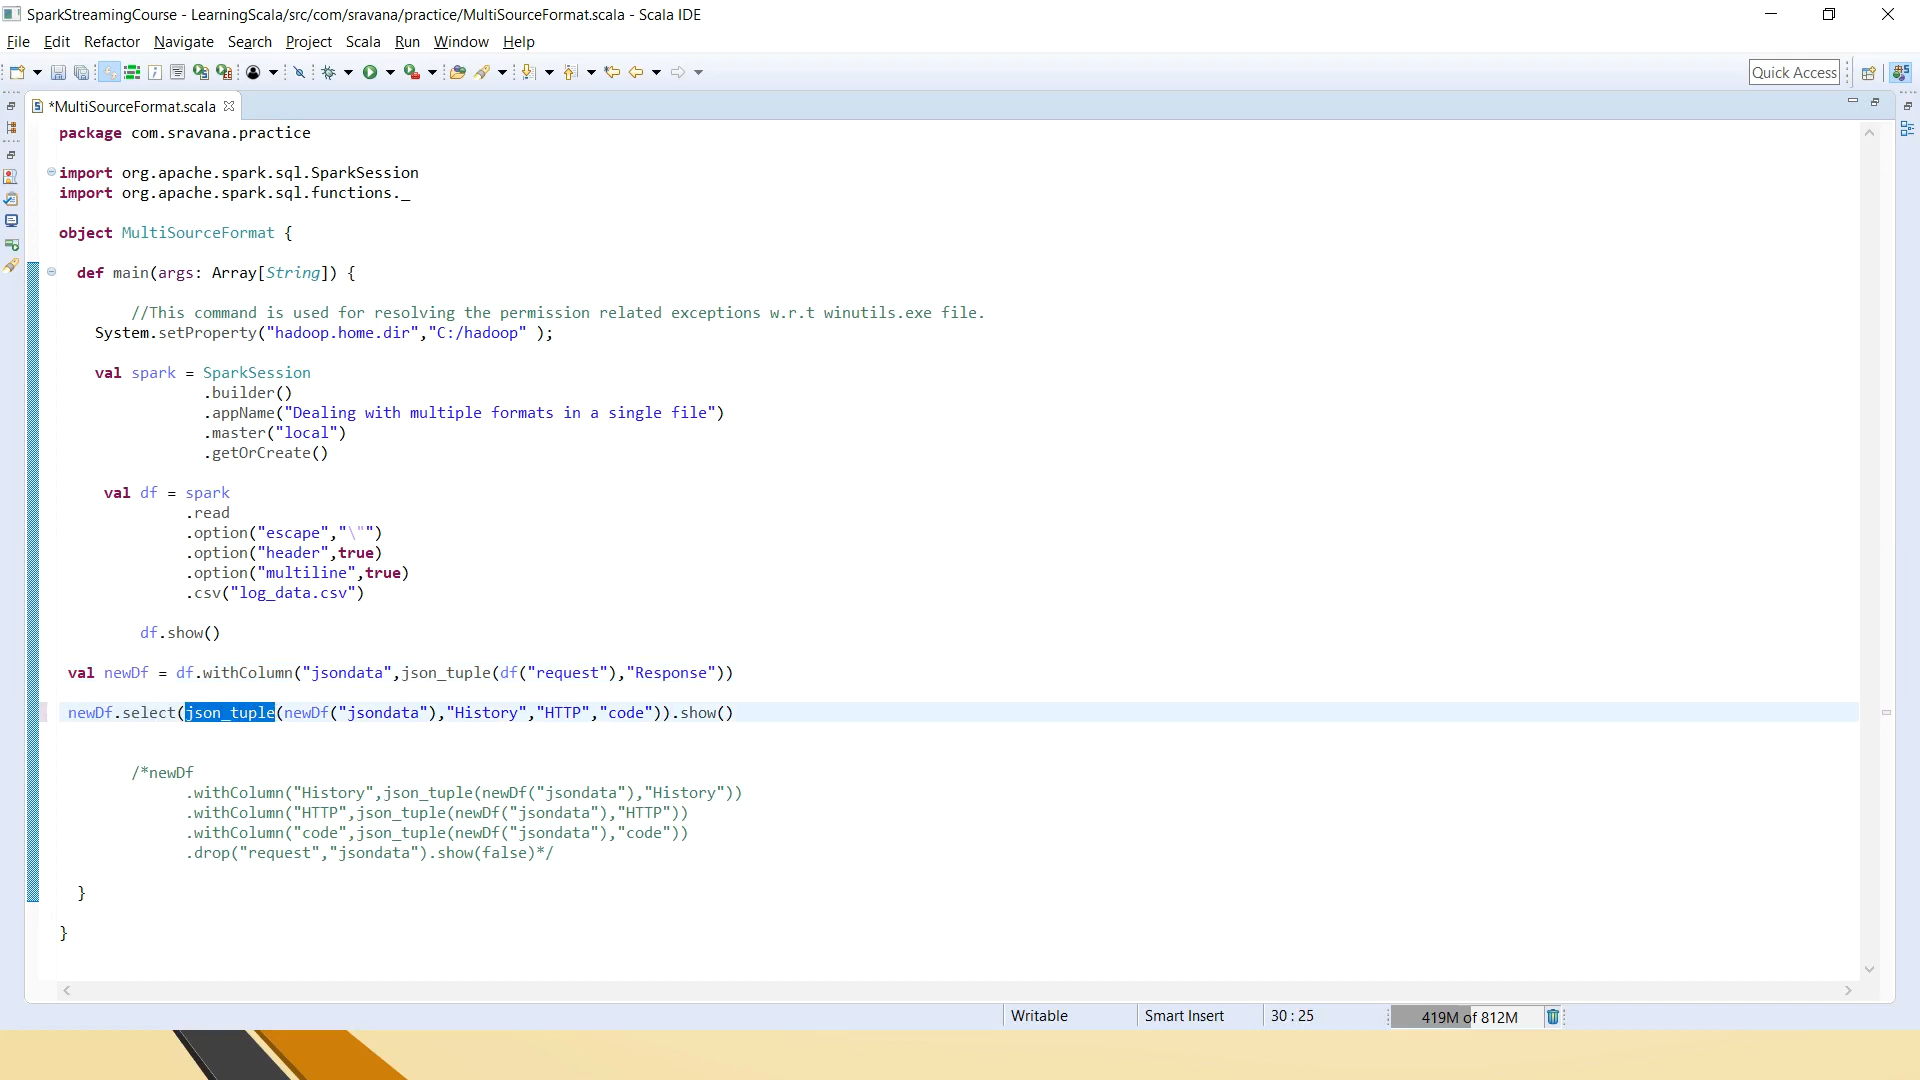 SparkStreamingCourse - LearningScala/src/com/sravana/practice/MultiSourceFormat.scala - Scala IDE
File Edit Refactor Navigate Search Project Scala Run Window Help
Quick Access
*MultiSourceFormat.scala
package com.sravana.practice
import org.apache.spark.sql.SparkSession
import org.apache.spark.sql.functions._
object MultiSourceFormat {
def main(args: Array[String]) {
//This command is used for resolving the permission related exceptions w.r.t winutils.exe file.
System.setProperty("hadoop.home.dir","C:/hadoop" );
val spark = SparkSession
.builder()
.appName("Dealing with multiple formats in a single file")
.master("local")
.getOrCreate()
val df = spark
.read
.option("escape","\"")
.option("header",true)
.option("multiline",true)
.csv("log_data.csv")
df.show()
val newDf = df.withColumn("jsondata",json_tuple(df("request"),"Response"))
newDf.select(json_tuple(newDf("jsondata"),"History","HTTP","code")).show()
/*newDf
.withColumn("History",json_tuple(newDf("jsondata"),"History"))
.withColumn("HTTP",json_tuple(newDf("jsondata"),"HTTP"))
.withColumn("code",json_tuple(newDf("jsondata"),"code"))
.drop("request","jsondata").show(false)*/
}
}
Writable Smart Insert 30 : 25 419M of 812M